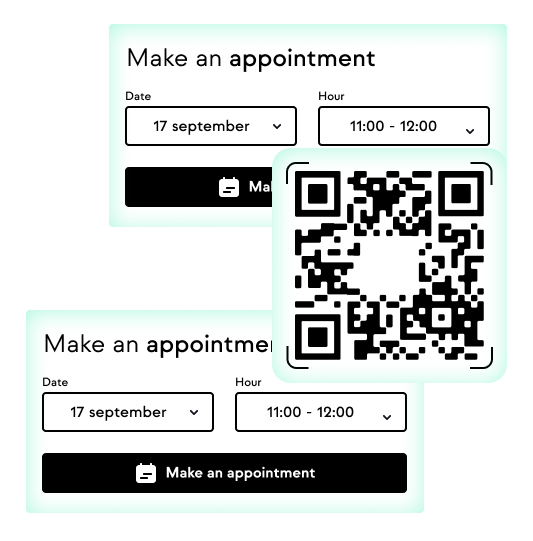 Make an appointment
Date Hour
17 september 11:00 - 12:00
Make an
Date Hour
17 september 11:00 - 12:00
Make an appointment